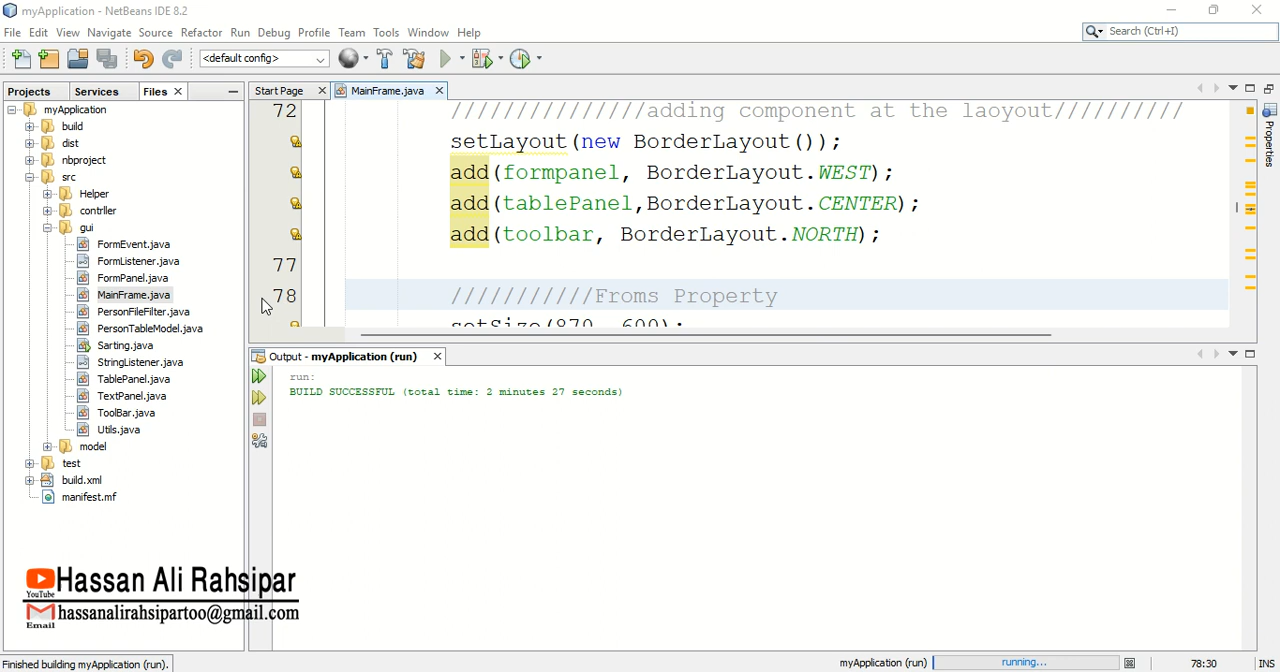 myApplication - NetBeans IDE 8.2
File Edit View Navigate Source Refactor Run Debug Profile Team Tools Window Help
Search (Ctrl+I)
<default config>
Projects Services Files
Start Page MainFrame.java
myApplication
build
dist
nbproject
src
Helper
contrller
gui
FormEvent.java
FormListener.java
FormPanel.java
MainFrame.java
PersonFileFilter.java
PersonTableModel.java
Sarting.java
StringListener.java
TablePanel.java
TextPanel.java
ToolBar.java
Utils.java
model
test
build.xml
manifest.mf
72 ///////////////adding component at the laoyout//////////
setLayout(new BorderLayout());
add(formpanel, BorderLayout.WEST);
add(tablePanel,BorderLayout.CENTER);
add(toolbar, BorderLayout.NORTH);
77
78 ///////////Froms Property
setSize(870, 600);
Properties
Output - myApplication (run)
run:
BUILD SUCCESSFUL (total time: 2 minutes 27 seconds)
YouTube
Hassan Ali Rahsipar
Email
hassanalirahsipartoo@gmail.com
Finished building myApplication (run).
myApplication (run) running... 78:30 INS